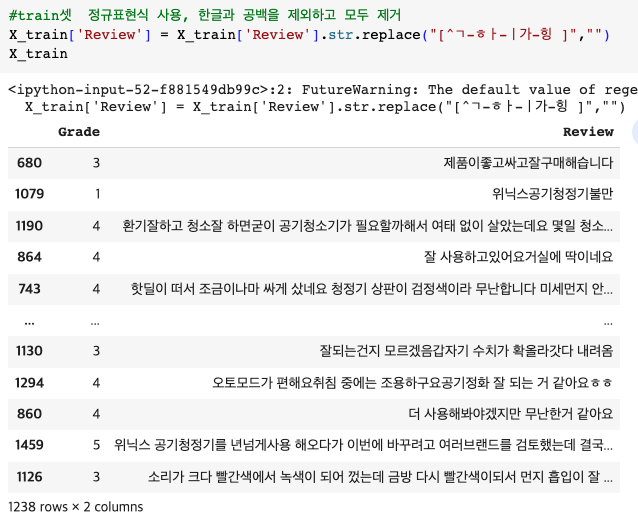 #train셋  정규표현식 사용, 한글과 공백을 제외하고 모두 제거
X_train['Review'] = X_train['Review'].str.replace("[^ㄱ-ㅎㅏ-ㅣ가-힝 ]","")
X_train
<ipython-input-52-f881549db99c>:2: FutureWarning: The default value of rege
  X_train['Review'] = X_train['Review'].str.replace("[^ㄱ-ㅎㅏ-ㅣ가-힝 ]","")
Grade Review
680 3 제품이좋고싸고잘구매해습니다
1079 1 위닉스공기청정기불만
1190 4 환기잘하고 청소잘 하면굳이 공기청소기가 필요할까해서 여태 없이 살았는데요 몇일 청소...
864 4 잘 사용하고있어요거실에 딱이네요
743 4 핫딜이 떠서 조금이나마 싸게 샀네요 청정기 상판이 검정색이라 무난합니다 미세먼지 안...
... ... ...
1130 3 잘되는건지 모르겠음갑자기 수치가 확올라갓다 내려옴
1294 4 오토모드가 편해요취침 중에는 조용하구요공기정화 잘 되는 거 같아요ㅎㅎ
860 4 더 사용해봐야겠지만 무난한거 같아요
1459 5 위닉스 공기청정기를 년넘게사용 해오다가 이번에 바꾸려고 여러브랜드를 검토했는데 결국...
1126 3 소리가 크다 빨간색에서 녹색이 되어 껐는데 금방 다시 빨간색이되서 먼지 흡입이 잘 ...
1238 rows × 2 columns